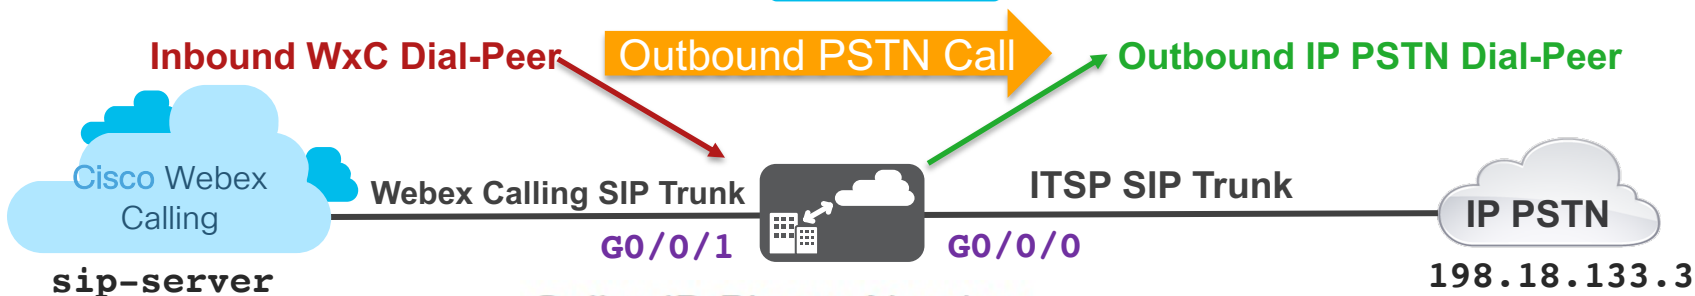 Inbound WxC Dial-Peer
Outbound PSTN Call
Outbound IP PSTN Dial-Peer
Cisco Webex
Calling
Webex Calling SIP Trunk
ITSP SIP Trunk
IP PSTN
G0/0/1
G0/0/0
sip-server
198.18.133.3